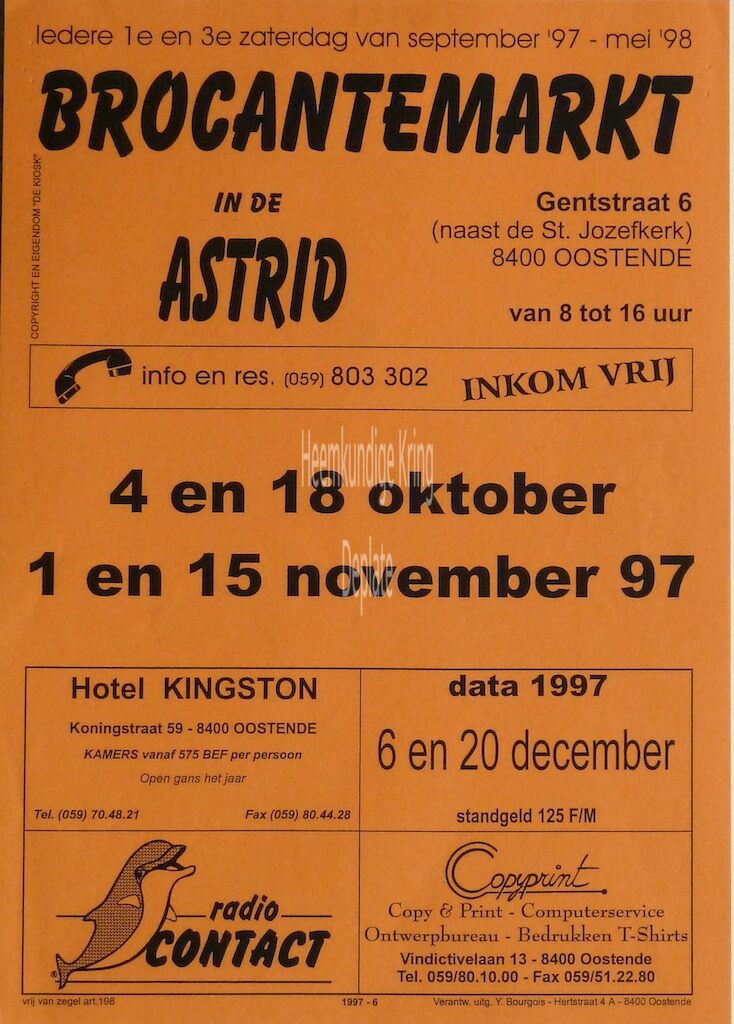 Iedere 1e en 3e zaterdag van september '97 - mei '98
BROCANTEMARKT
COPYRIGHT EN EIGENDOM "DE KIOSK"
IN DE
ASTRID
Gentstraat 6
(naast de St. Jozefkerk)
8400 OOSTENDE
van 8 tot 16 uur
info en res. (059) 803 302
INKOM VRIJ
Heemkundige Kring
4 en 18 oktober
Deplate
1 en 15 november 97
Hotel KINGSTON
Koningstraat 59 - 8400 OOSTENDE
KAMERS vanaf 575 BEF per persoon
Open gans het jaar
Tel. (059) 70.48.21
Fax (059) 80.44.28
data 1997
6 en 20 december
standgeld 125 F/M
radio
CONTACT
®
Copyprint
Copy & Print - Computerservice
Ontwerpbureau - Bedrukken T-Shirts
Vindictivelaan 13 - 8400 Oostende
Tel. 059/80.10.00 - Fax 059/51.22.80
vrij van zegel art.198
1997 - 6
Verantw. uitg. Y. Bourgois - Hertstraat 4 A - 8400 Oostende